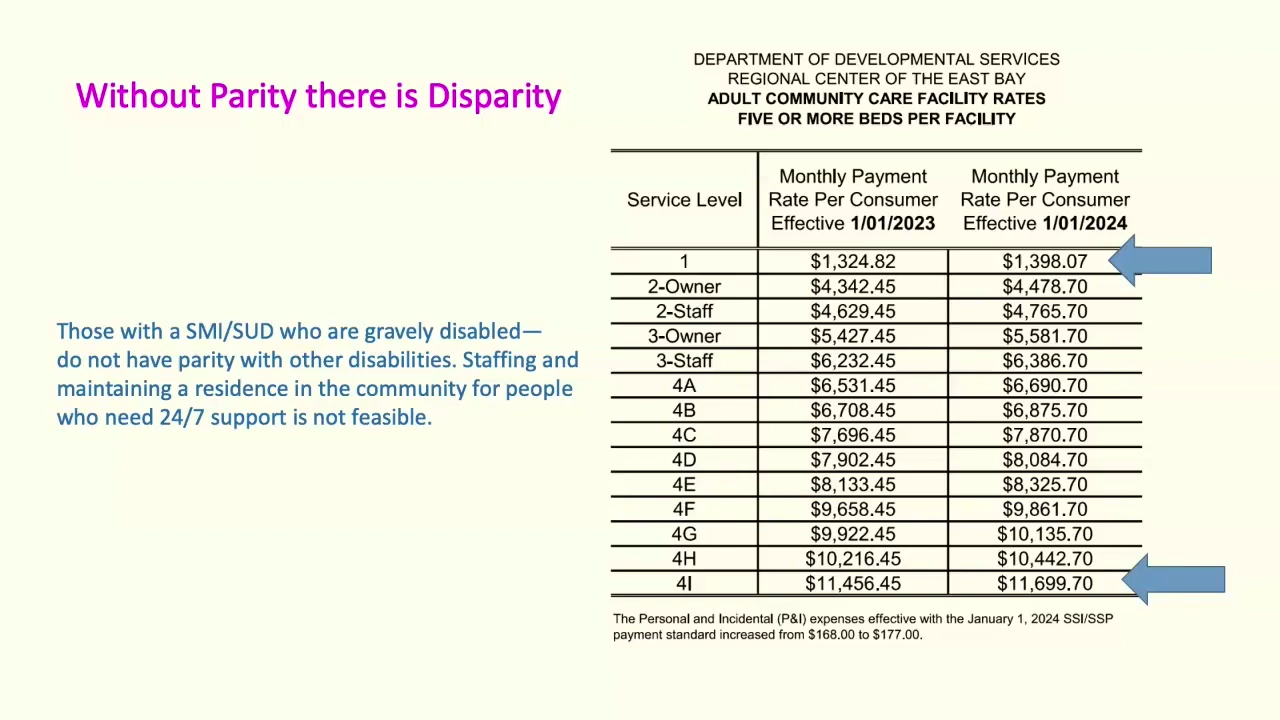 Without Parity there is Disparity
Those with a SMI/SUD who are gravely disabled—
do not have parity with other disabilities. Staffing and
maintaining a residence in the community for people
who need 24/7 support is not feasible.
DEPARTMENT OF DEVELOPMENTAL SERVICES
REGIONAL CENTER OF THE EAST BAY
ADULT COMMUNITY CARE FACILITY RATES
FIVE OR MORE BEDS PER FACILITY
Service Level
Monthly Payment
Rate Per Consumer
Effective 1/01/2023
Monthly Payment
Rate Per Consumer
Effective 1/01/2024
1 $1,324.82 $1,398.07
2-Owner $4,342.45 $4,478.70
2-Staff $4,629.45 $4,765.70
3-Owner $5,427.45 $5,581.70
3-Staff $6,232.45 $6,386.70
4A $6,531.45 $6,690.70
4B $6,708.45 $6,875.70
4C $7,696.45 $7,870.70
4D $7,902.45 $8,084.70
4E $8,133.45 $8,325.70
4F $9,658.45 $9,861.70
4G $9,922.45 $10,135.70
4H $10,216.45 $10,442.70
4I $11,456.45 $11,699.70
The Personal and Incidental (P&I) expenses effective with the January 1, 2024 SSI/SSP
payment standard increased from $168.00 to $177.00.